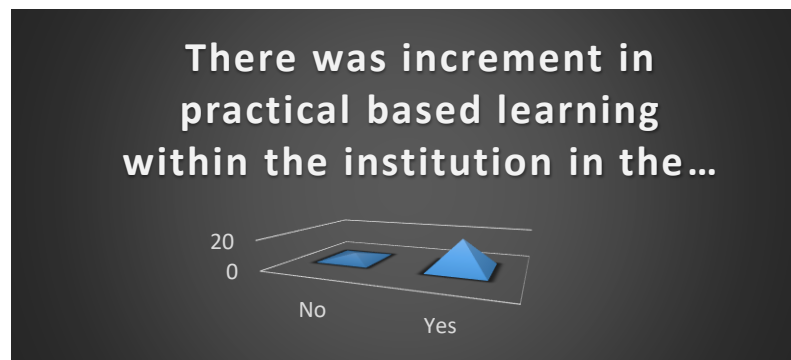 There was increment in
practical based learning
within the institution in the…
20
0
No
Yes